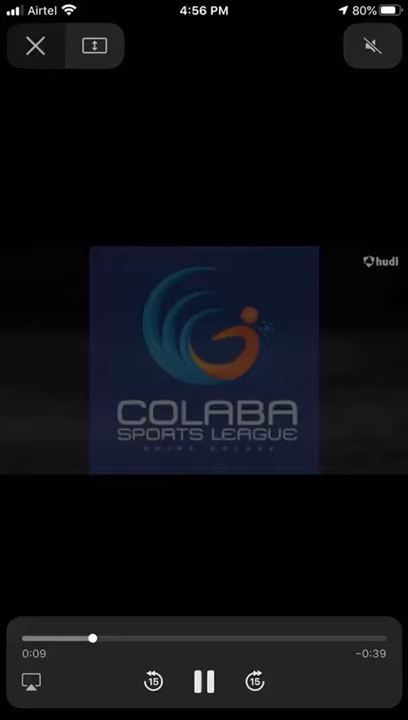 Airtel
4:56 PM
80%
hudl
COLABA
SPORTS LEAGUE
0:09
-0:39
15
15